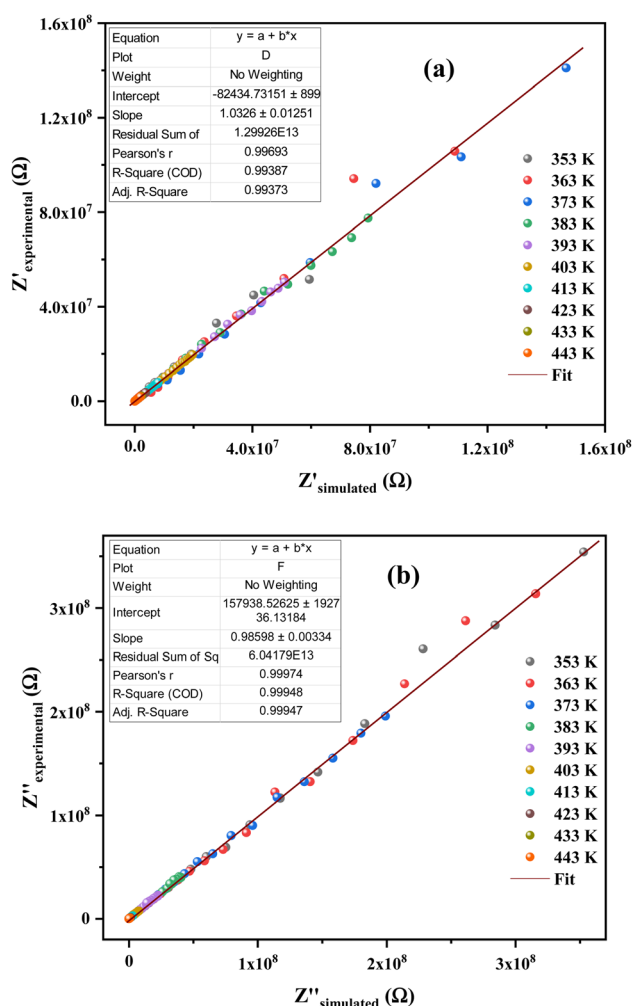 (a)
Equation y = a + b*x
Plot D
Weight No Weighting
Intercept -82434.73151 ± 899
Slope 1.0326 ± 0.01251
Residual Sum of 1.29926E13
Pearson's r 0.99693
R-Square (COD) 0.99387
Adj. R-Square 0.99373
1.6x10⁸
1.2x10⁸
8.0x10⁷
4.0x10⁷
0.0
Z'experimental (Ω)
353 K
363 K
373 K
383 K
393 K
403 K
413 K
423 K
433 K
443 K
Fit
0.0 4.0x10⁷ 8.0x10⁷ 1.2x10⁸ 1.6x10⁸
Z'simulated (Ω)
(b)
Equation y = a + b*x
Plot F
Weight No Weighting
Intercept 157938.52625 ± 1927
36.13184
Slope 0.98598 ± 0.00334
Residual Sum of Sq 6.04179E13
Pearson's r 0.99974
R-Square (COD) 0.99948
Adj. R-Square 0.99947
3x10⁸
2x10⁸
1x10⁸
0
Z''experimental (Ω)
353 K
363 K
373 K
383 K
393 K
403 K
413 K
423 K
433 K
443 K
Fit
0 1x10⁸ 2x10⁸ 3x10⁸
Z''simulated (Ω)